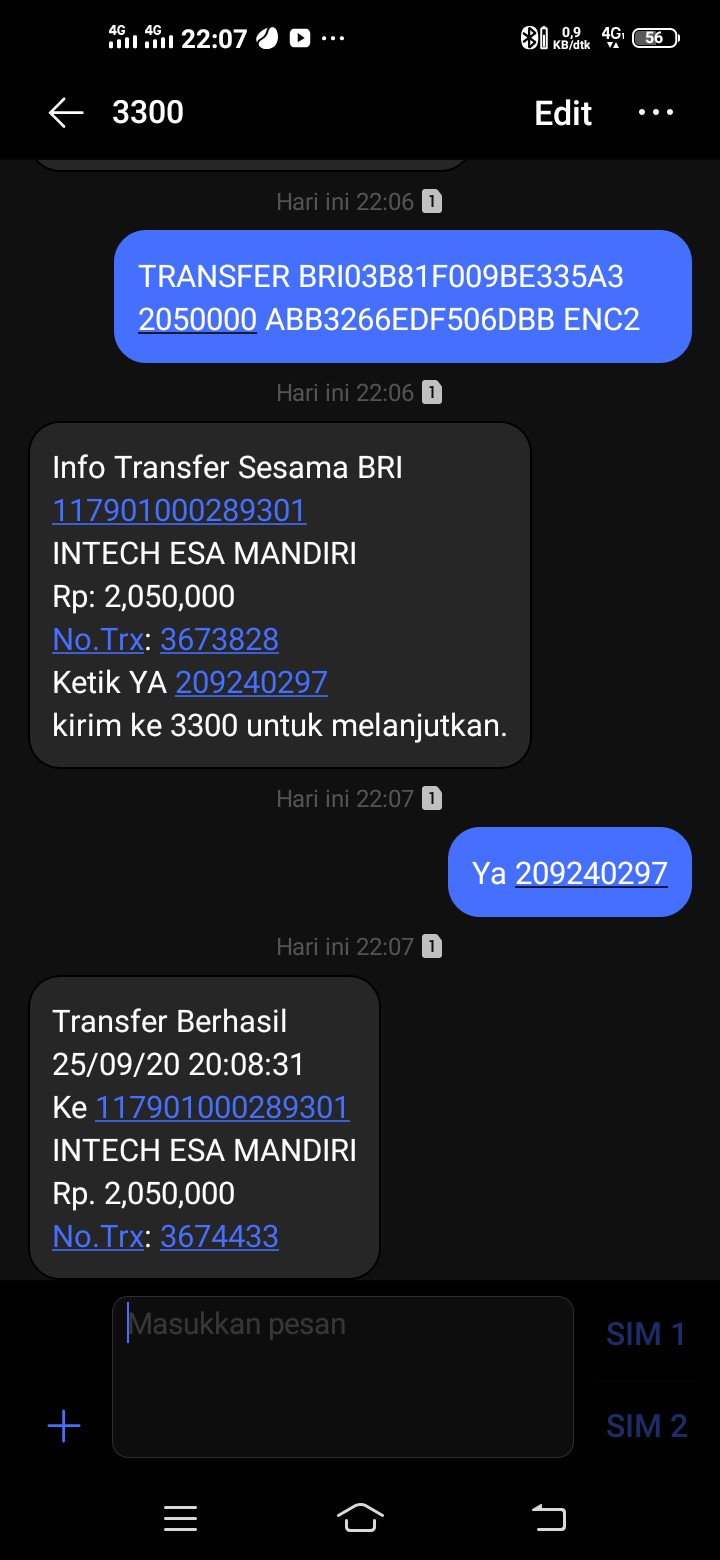 4G 4G 22:07 0,9 KB/dtk 4G 56
3300 Edit
Hari ini 22:06 1
TRANSFER BRI03B81F009BE335A3
2050000 ABB3266EDF506DBB ENC2
Hari ini 22:06 1
Info Transfer Sesama BRI
117901000289301
INTECH ESA MANDIRI
Rp: 2,050,000
No.Trx: 3673828
Ketik YA 209240297
kirim ke 3300 untuk melanjutkan.
Hari ini 22:07 1
Ya 209240297
Hari ini 22:07 1
Transfer Berhasil
25/09/20 20:08:31
Ke 117901000289301
INTECH ESA MANDIRI
Rp. 2,050,000
No.Trx: 3674433
Masukkan pesan
SIM 1
SIM 2